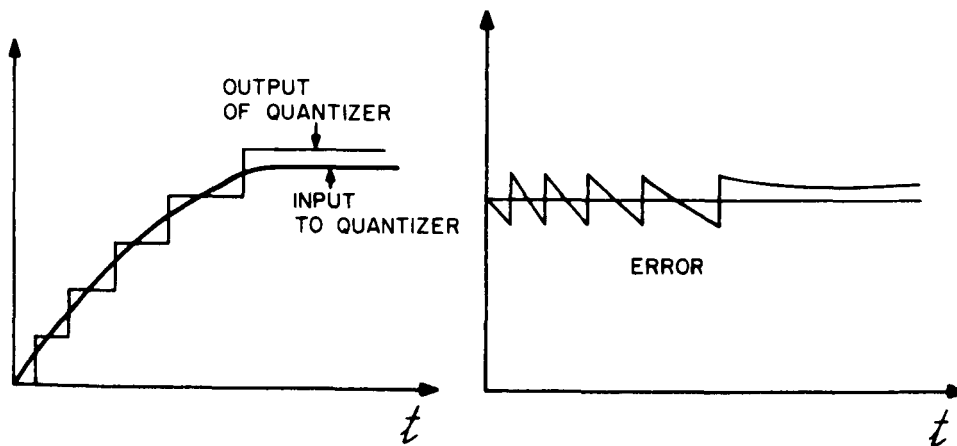 OUTPUT
OF QUANTIZER
INPUT
TO QUANTIZER
t
ERROR
t